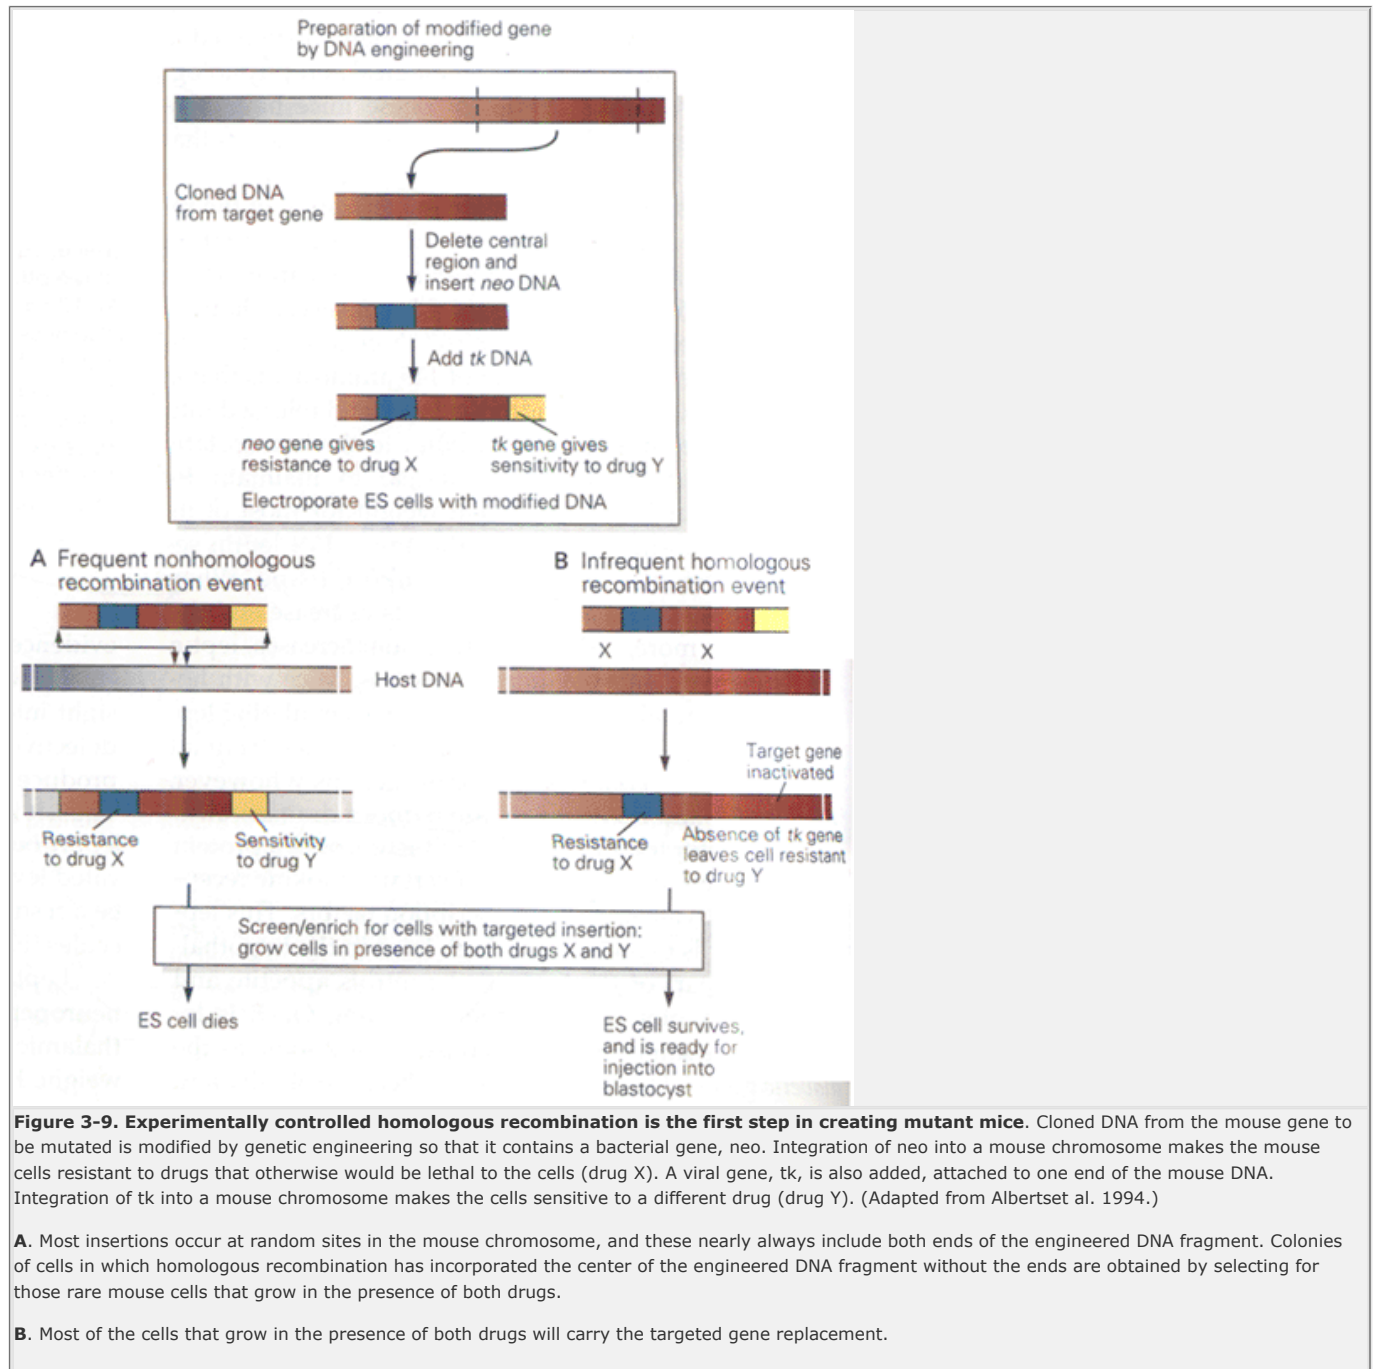 Preparation of modified gene
by DNA engineering
Cloned DNA
from target gene
Delete central
region and
insert neo DNA
Add tk DNA
neo gene gives
resistance to drug X
tk gene gives
sensitivity to drug Y
Electroporate ES cells with modified DNA
A Frequent nonhomologous
recombination event
B Infrequent homologous
recombination event
X X
Host DNA
Target gene
inactivated
Resistance
to drug X
Sensitivity
to drug Y
Resistance
to drug X
Absence of tk gene
leaves cell resistant
to drug Y
Screen/enrich for cells with targeted insertion:
grow cells in presence of both drugs X and Y
ES cell dies
ES cell survives,
and is ready for
injection into
blastocyst
Figure 3-9. Experimentally controlled homologous recombination is the first step in creating mutant mice. Cloned DNA from the mouse gene to
be mutated is modified by genetic engineering so that it contains a bacterial gene, neo. Integration of neo into a mouse chromosome makes the mouse
cells resistant to drugs that otherwise would be lethal to the cells (drug X). A viral gene, tk, is also added, attached to one end of the mouse DNA.
Integration of tk into a mouse chromosome makes the cells sensitive to a different drug (drug Y). (Adapted from Albertset al. 1994.)
A. Most insertions occur at random sites in the mouse chromosome, and these nearly always include both ends of the engineered DNA fragment. Colonies
of cells in which homologous recombination has incorporated the center of the engineered DNA fragment without the ends are obtained by selecting for
those rare mouse cells that grow in the presence of both drugs.
B. Most of the cells that grow in the presence of both drugs will carry the targeted gene replacement.